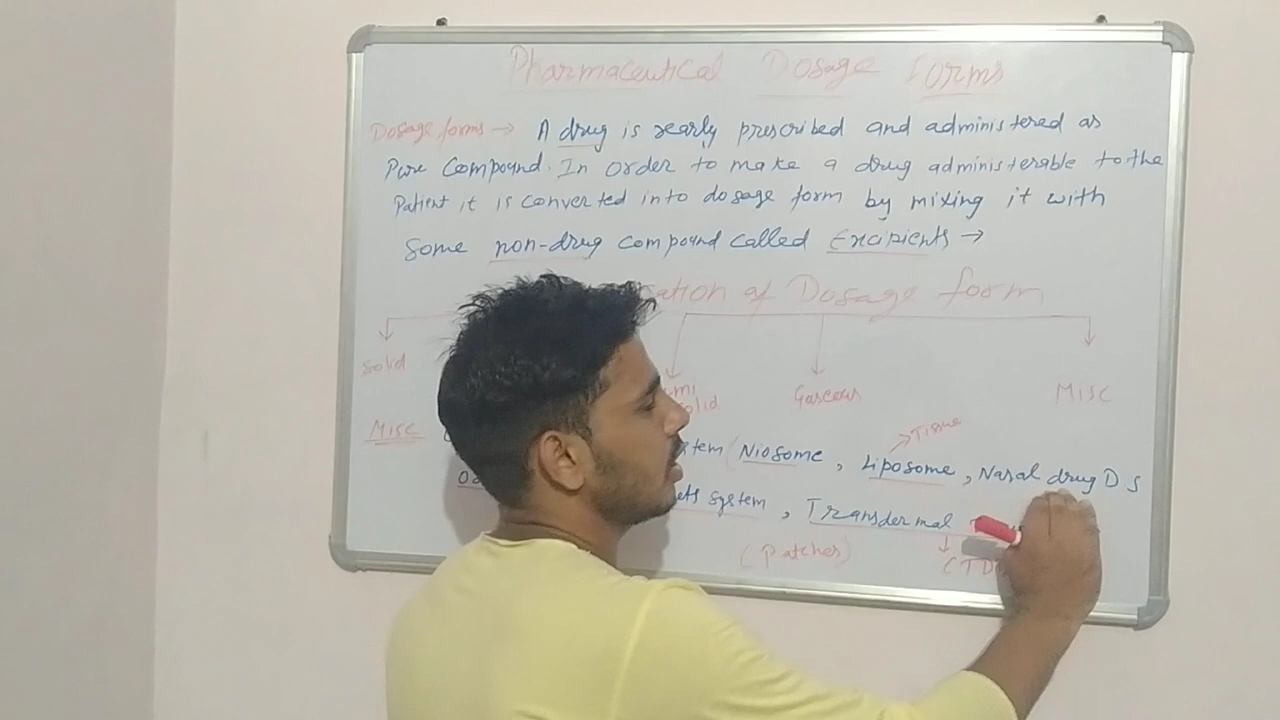 Pharmaceutical Dosage forms
Dosage forms → A drug is rearly prescribed and administered as
Pure Compound. In order to make a drug administerable to the
Patient it is converted into dosage form by mixing it with
Some non-drug compound called Excipients →
cation of Dosage form
Solid
mi solid
Gaseous
Misc
Tissue
Misc
stem (Niosome, Liposome, Nasal drug D S
ets system, Transdermal
(Patches)
(TD